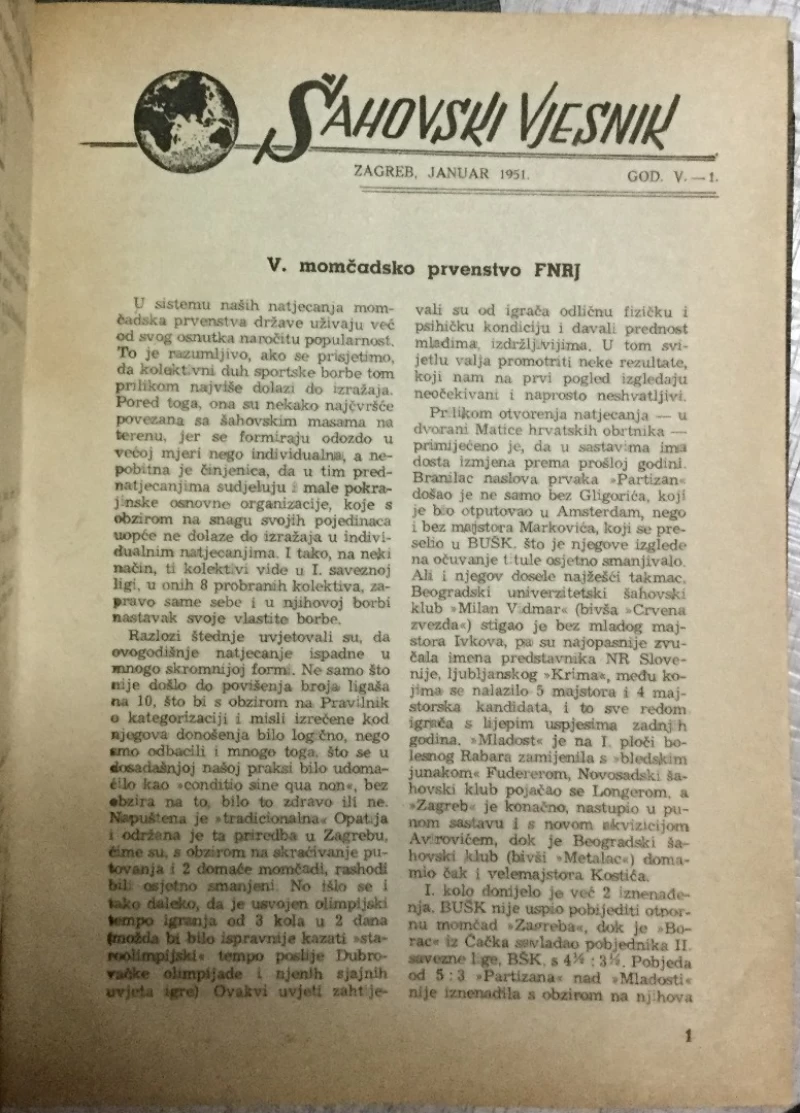 ŠAHOVSKI VJESNIK
ZAGREB, JANUAR 1951.
GOD. V. — 1.
V. momčadsko prvenstvo FNRJ
U sistemu naših natjecanja mom-
čadska prvenstva države uživaju već
od svog osnutka naročitu popularnost.
To je razumljivo, ako se prisjetimo,
da kolektivni duh sportske borbe tom
prilikom najviše dolazi do izražaja.
Pored toga, ona su nekako najčvršće
povezana sa šahovskim masama na
terenu, jer se formiraju odozdo u
većoj mjeri nego individualna, a ne-
pobitna je činjenica, da u tim pred-
natjecanjima sudjeluju i male pokra-
jinske osnovne organizacije, koje s
obzirom na snagu svojih pojedinaca
uopće ne dolaze do izražaja u indivi-
dualnim natjecanjima. I tako, na neki
način, ti kolektivi vide u I. saveznoj
ligi, u onih 8 probranih kolektiva, za-
pravo same sebe i u njihovoj borbi
nastavak svoje vlastite borbe.
Razlozi štednje uvjetovali su, da
ovogodišnje natjecanje ispadne u
mnogo skromnijoj formi. Ne samo što
nije došlo do povišenja broja ligaša
na 10, što bi s obzirom na Pravilnik
o kategorizaciji i misli izrečene kod
njegova donošenja bilo logično, nego
smo odbacili i mnogo toga, što se u
dosadašnjoj našoj praksi bilo udoma-
ćilo kao »conditio sine qua non«, bez
obzira na to, bilo to zdravo ili ne.
Napuštena je »tradicionalna« Opatija
i održana je ta priredba u Zagrebu,
čime su, s obzirom na skraćivanje pu-
tovanja i 2 domaće momčadi, rashodi
bili osjetno smanjeni. No išlo se i
tako daleko, da je usvojen olimpijski
tempo igranja od 3 kola u 2 dana
(možda bi bilo ispravnije kazati »sta-
roolimpijski« tempo poslije Dubro-
vačke olimpijade i njenih sjajnih
uvjeta igre) Ovakvi uvjeti zahtije-
vali su od igrača odličnu fizičku i
psihičku kondiciju i davali prednost
mlađima, izdržljivijima. U tom svi-
jetlu valja promotriti neke rezultate,
koji nam na prvi pogled izgledaju
neočekivani i naprosto neshvatljivi.
Prilikom otvorenja natjecanja — u
dvorani Matice hrvatskih obrtnika —
primijećeno je, da u sastavima ima
dosta izmjena prema prošloj godini.
Branilac naslova prvaka »Partizan«
došao je ne samo bez Gligorića, koji
je bio otputovao u Amsterdam, nego
i bez majstora Markovića, koji se pre-
selio u BUŠK, što je njegove izglede
na očuvanje titule osjetno smanjivalo.
Ali i njegov dosele najžešći takmac,
Beogradski univerzitetski šahovski
klub »Milan Vidmar« (bivša »Crvena
zvezda«) stigao je bez mladog maj-
stora Ivkova, pa su najopasnije zvu-
čala imena predstavnika NR Slove-
nije, ljubljanskog »Krima«, među ko-
jima se nalazilo 5 majstora i 4 maj-
storska kandidata, i to sve redom
igrača s lijepim uspjesima zadnjih
godina. »Mladost« je na I. ploči bo-
lesnog Rabara zamijenila s »bledskim
junakom« Fudererom, Novosadski ša-
hovski klub pojačao se Longerom, a
»Zagreb« je konačno, nastupio u pu-
nom sastavu i s novom akvizicijom
Avirovićem, dok je Beogradski ša-
hovski klub (bivši »Metalac«) doma-
mio čak i velemajstora Kostića.
I. kolo donijelo je već 2 iznenađe-
nja. BUŠK nije uspio pobijediti otpor-
nu momčad »Zagreba«, dok je »Bo-
rac« iz Čačka savladao pobjednika II.
savezne lige, BŠK, s 4½ : 3½. Pobjeda
od 5 : 3 »Partizana« nad »Mladosti«
nije iznenadila s obzirom na njihova
1